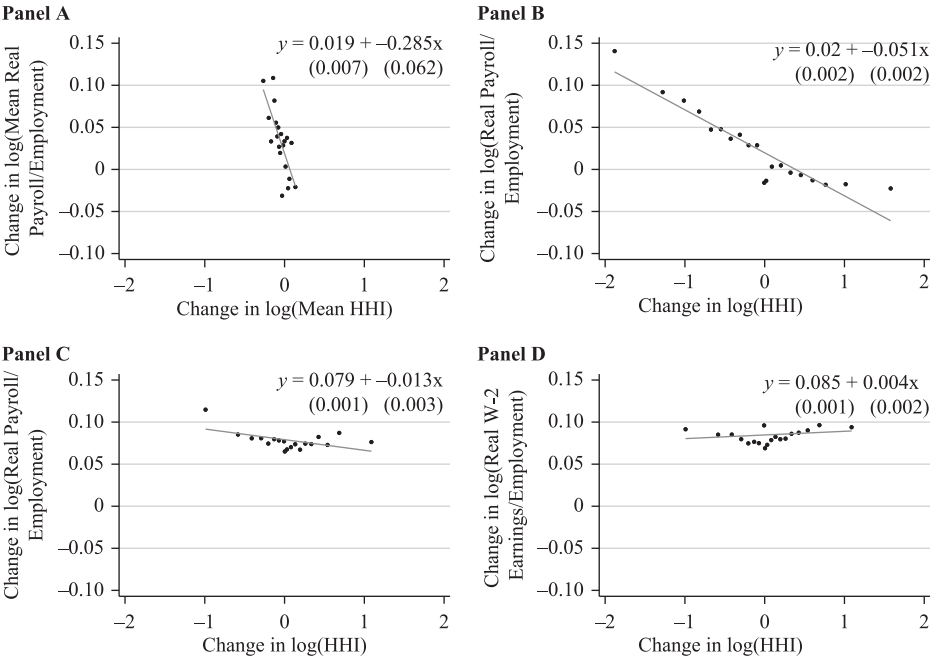 Panel A
y = 0.019 + –0.285x
(0.007) (0.062)
Change in log(Mean Real
Payroll/Employment)
0.15
0.10
0.05
0
–0.05
–0.10
–2 –1 0 1 2
Change in log(Mean HHI)
Panel B
y = 0.02 + –0.051x
(0.002) (0.002)
Change in log(Real Payroll/
Employment)
0.15
0.10
0.05
0
–0.05
–0.10
–2 –1 0 1 2
Change in log(HHI)
Panel C
y = 0.079 + –0.013x
(0.001) (0.003)
Change in log(Real Payroll/
Employment)
0.15
0.10
0.05
0
–0.05
–0.10
–2 –1 0 1 2
Change in log(HHI)
Panel D
y = 0.085 + 0.004x
(0.001) (0.002)
Change in log(Real W-2
Earnings/Employment)
0.15
0.10
0.05
0
–0.05
–0.10
–2 –1 0 1 2
Change in log(HHI)